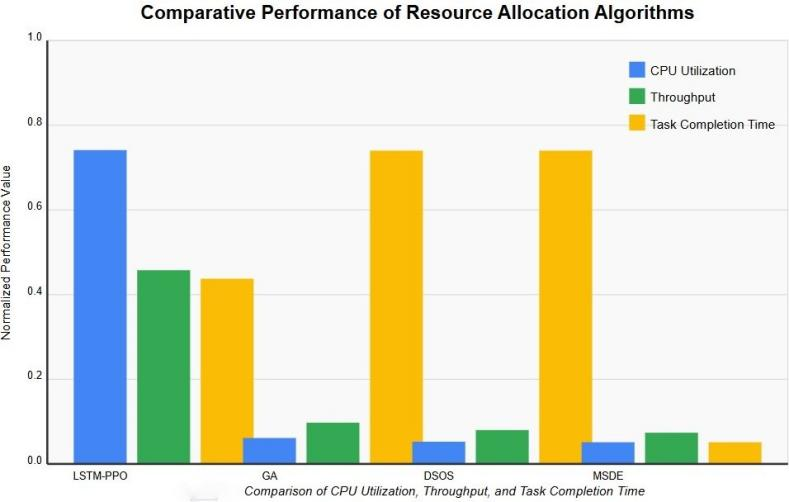 Comparative Performance of Resource Allocation Algorithms
1.0
CPU Utilization
Throughput
0.8
Task Completion Time
Normalized Performance Value
0.6
0.4
0.2
0.0
LSTM-PPO GA DSOS MSDE
Comparison of CPU Utilization, Throughput, and Task Completion Time